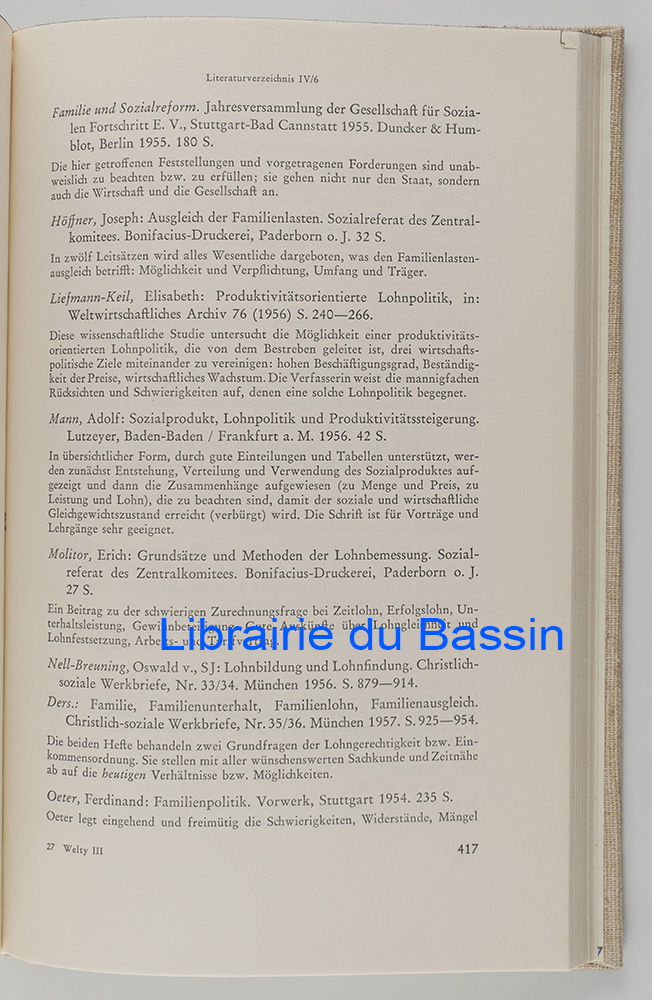 Literaturverzeichnis IV/6
Familie und Sozialreform. Jahresversammlung der Gesellschaft für Sozia-
len Fortschritt E. V., Stuttgart-Bad Cannstatt 1955. Duncker & Hum-
blot, Berlin 1955. 180 S.
Die hier getroffenen Feststellungen und vorgetragenen Forderungen sind unab-
weislich zu beachten bzw. zu erfüllen; sie gehen nicht nur den Staat, sondern
auch die Wirtschaft und die Gesellschaft an.
Höffner, Joseph: Ausgleich der Familienlasten. Sozialreferat des Zentral-
komitees. Bonifacius-Druckerei, Paderborn o. J. 32 S.
In zwölf Leitsätzen wird alles Wesentliche dargeboten, was den Familienlasten-
ausgleich betrifft: Möglichkeit und Verpflichtung, Umfang und Träger.
Liefmann-Keil, Elisabeth: Produktivitätsorientierte Lohnpolitik, in:
Weltwirtschaftliches Archiv 76 (1956) S. 240—266.
Diese wissenschaftliche Studie untersucht die Möglichkeit einer produktivitäts-
orientierten Lohnpolitik, die von dem Bestreben geleitet ist, drei wirtschafts-
politische Ziele miteinander zu vereinigen: hohen Beschäftigungsgrad, Beständig-
keit der Preise, wirtschaftliches Wachstum. Die Verfasserin weist die mannigfachen
Rücksichten und Schwierigkeiten auf, denen eine solche Lohnpolitik begegnet.
Mann, Adolf: Sozialprodukt, Lohnpolitik und Produktivitätssteigerung.
Lutzeyer, Baden-Baden / Frankfurt a. M. 1956. 42 S.
In übersichtlicher Form, durch gute Einteilungen und Tabellen unterstützt, wer-
den zunächst Entstehung, Verteilung und Verwendung des Sozialproduktes auf-
gezeigt und dann die Zusammenhänge aufgewiesen (zu Menge und Preis, zu
Leistung und Lohn), die zu beachten sind, damit der soziale und wirtschaftliche
Gleichgewichtszustand erreicht (verbürgt) wird. Die Schrift ist für Vorträge und
Lehrgänge sehr geeignet.
Molitor, Erich: Grundsätze und Methoden der Lohnbemessung. Sozial-
referat des Zentralkomitees. Bonifacius-Druckerei, Paderborn o. J.
27 S.
Ein Beitrag zu der schwierigen Zurechnungsfrage bei Zeitlohn, Erfolgslohn, Un-
terhaltsleistung, Gewinnbeteiligung. Gute Auskünfte über Lohngleichheit und
Lohnfestsetzung, Arbeits- und Tarifvertrag.
Librairie du Bassin
Nell-Breuning, Oswald v., SJ: Lohnbildung und Lohnfindung. Christlich-
soziale Werkbriefe, Nr. 33/34. München 1956. S. 879—914.
Ders.: Familie, Familienunterhalt, Familienlohn, Familienausgleich.
Christlich-soziale Werkbriefe, Nr. 35/36. München 1957. S. 925—954.
Die beiden Hefte behandeln zwei Grundfragen der Lohngerechtigkeit bzw. Ein-
kommensordnung. Sie stellen mit aller wünschenswerten Sachkunde und Zeitnähe
ab auf die heutigen Verhältnisse bzw. Möglichkeiten.
Oeter, Ferdinand: Familienpolitik. Vorwerk, Stuttgart 1954. 235 S.
Oeter legt eingehend und freimütig die Schwierigkeiten, Widerstände, Mängel
27 Welty III 417